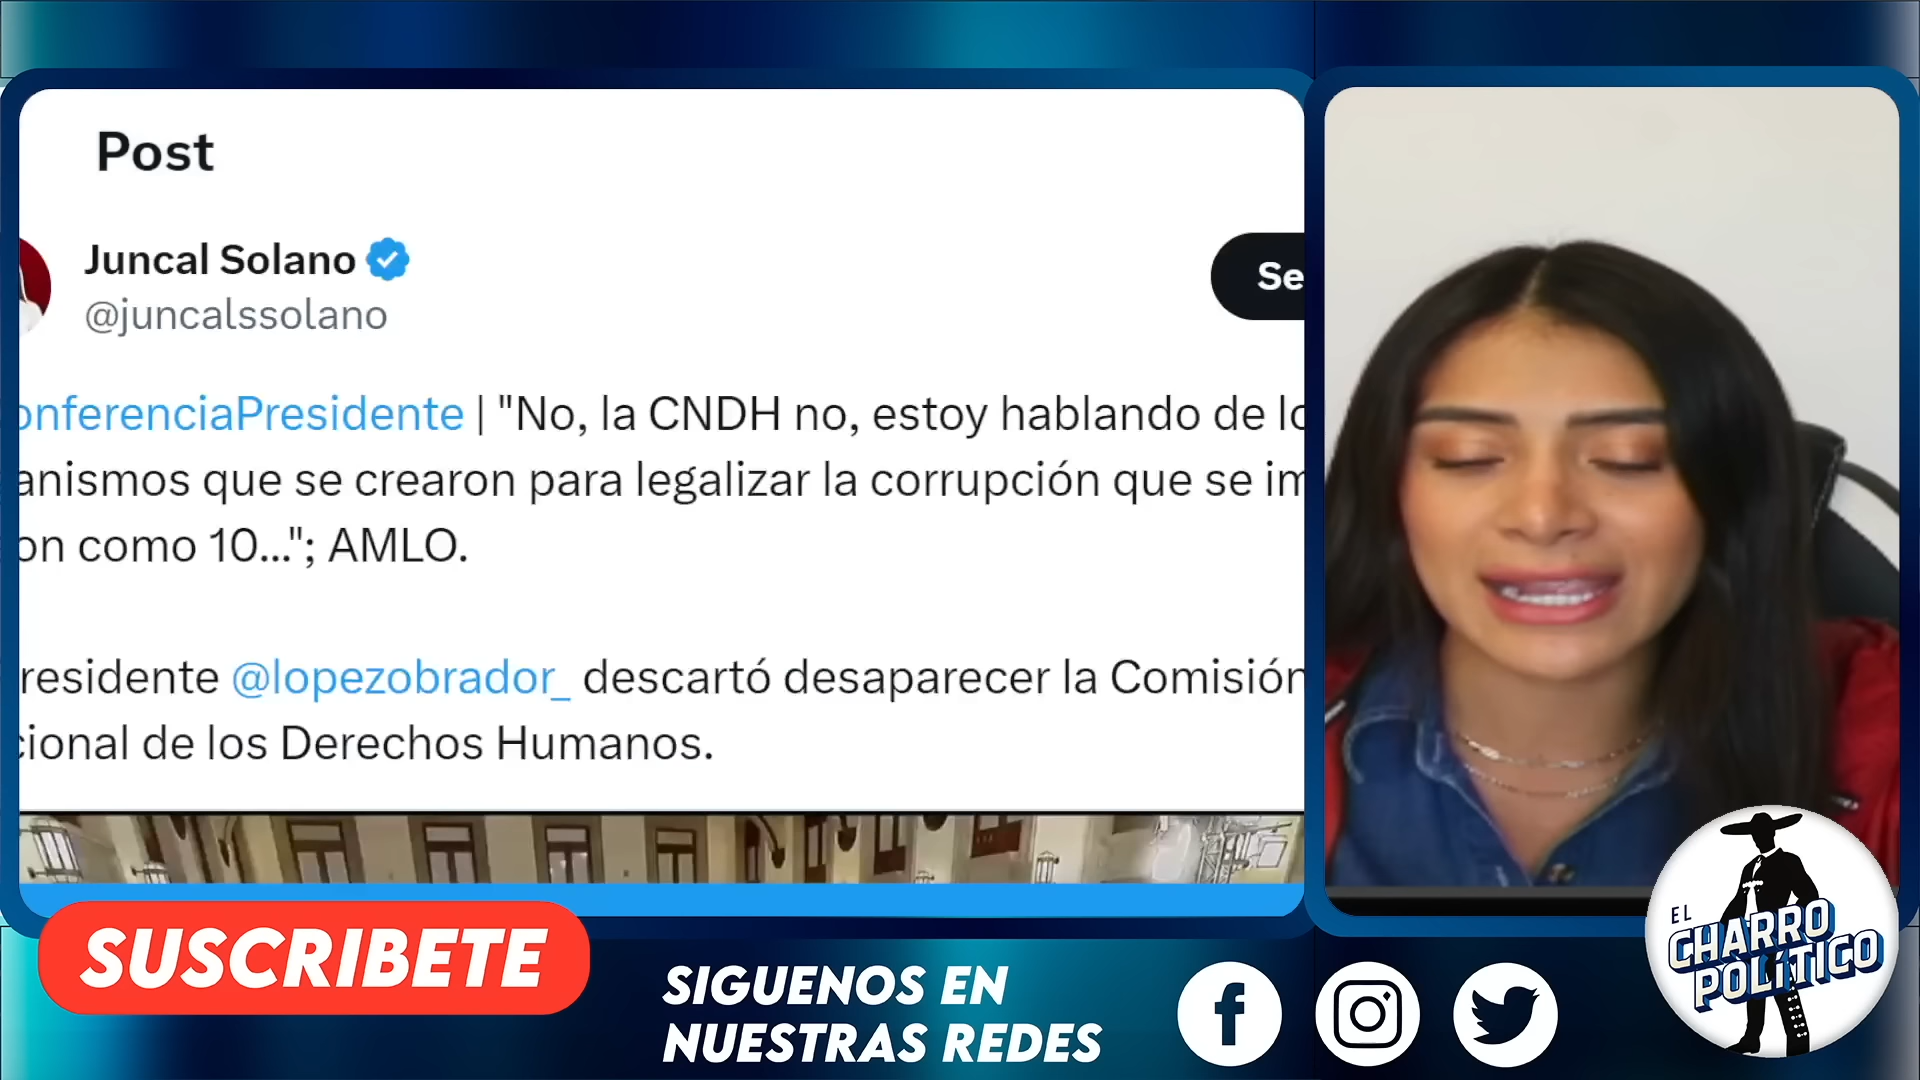 Post
Juncal Solano
@juncalssolano
Se
onferenciaPresidente | "No, la CNDH no, estoy hablando de lo
anismos que se crearon para legalizar la corrupción que se im
on como 10..."; AMLO.
residente @lopezobrador_ descartó desaparecer la Comisión
cional de los Derechos Humanos.
SUSCRIBETE
SIGUENOS EN
NUESTRAS REDES
EL
CHARRO
POLÍTICO